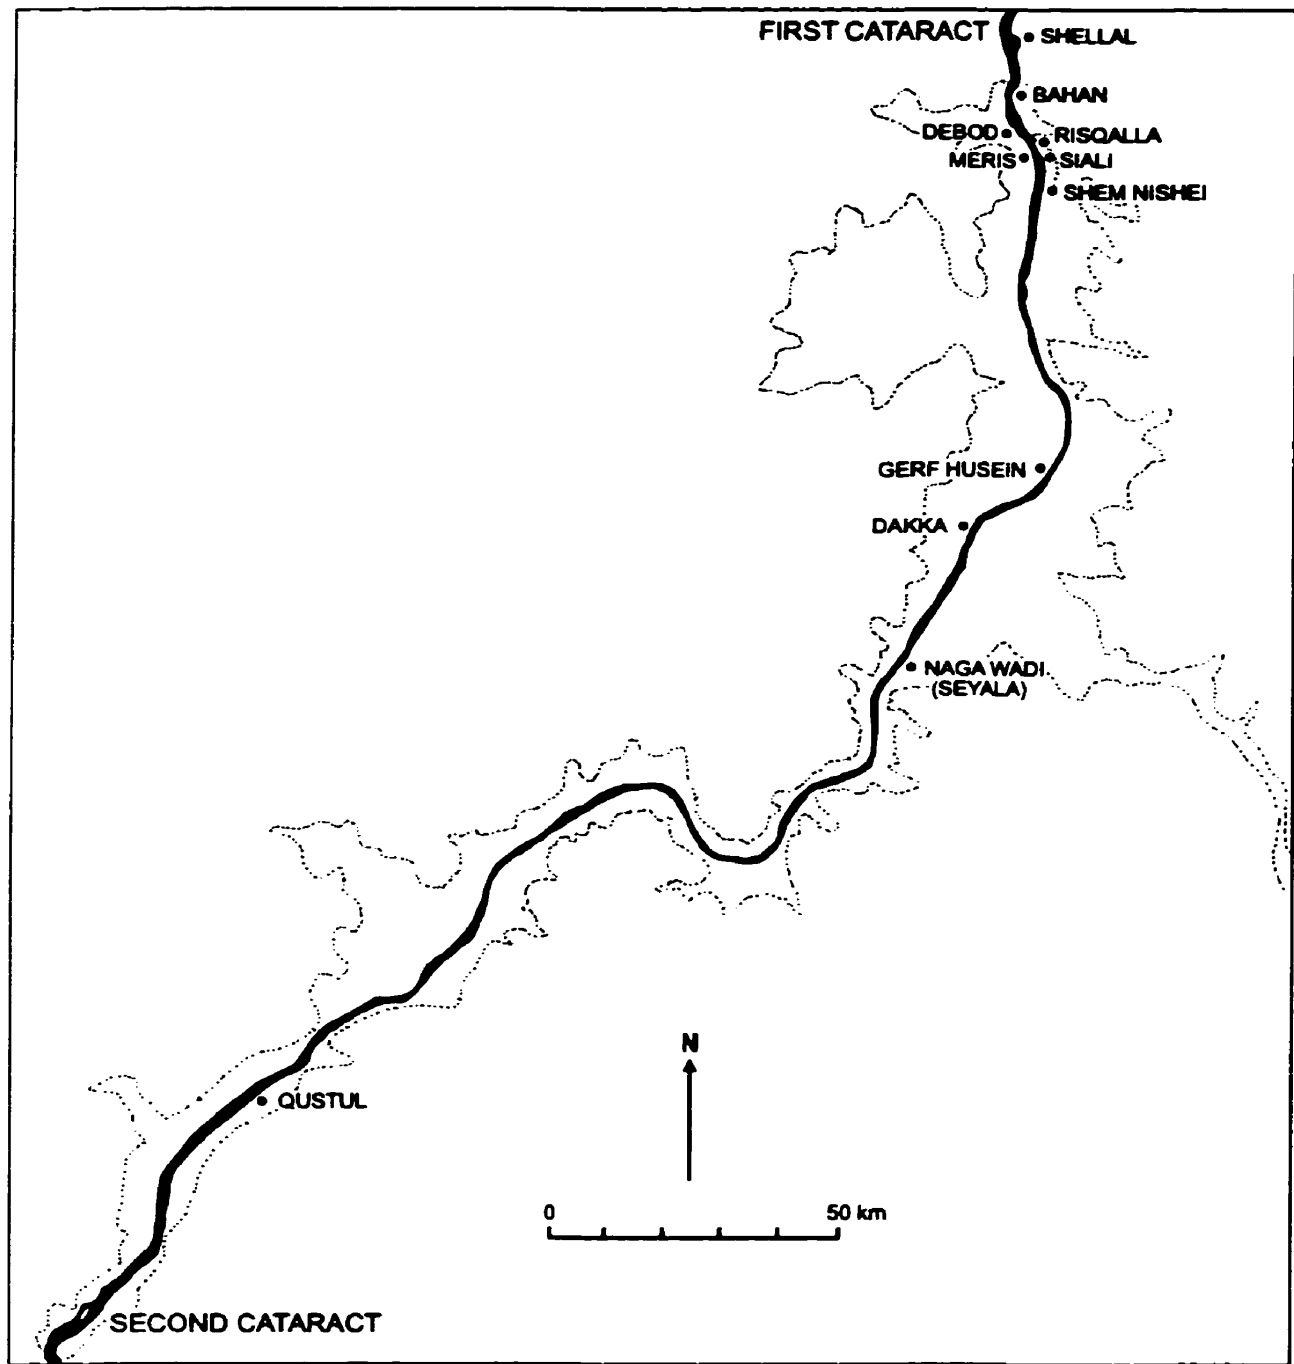 FIRST CATARACT
SHELLAL
BAHAN
DEBOD
RISQALLA
MERIS
SIALI
SHEM NISHEI
GERF HUSEIN
DAKKA
NAGA WADI
(SEYALA)
N
QUSTUL
0 50 km
SECOND CATARACT